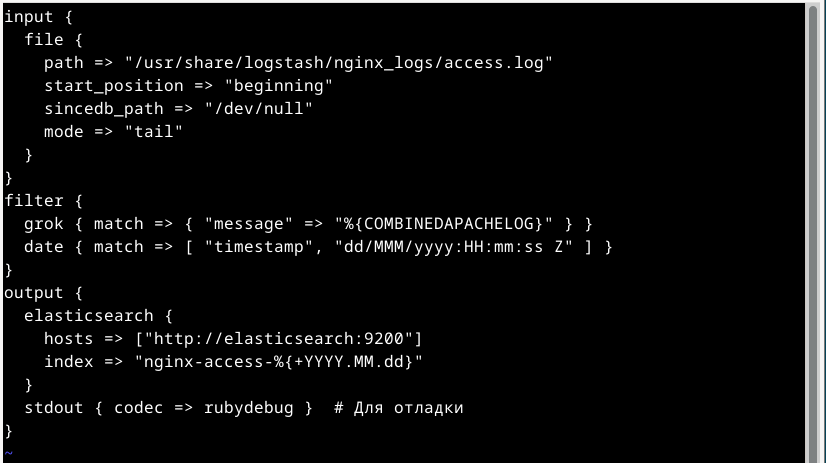 input {
  file {
    path => "/usr/share/logstash/nginx_logs/access.log"
    start_position => "beginning"
    sincedb_path => "/dev/null"
    mode => "tail"
  }
}
filter {
  grok { match => { "message" => "%{COMBINEDAPACHELOG}" } }
  date { match => [ "timestamp", "dd/MMM/yyyy:HH:mm:ss Z" ] }
}
output {
  elasticsearch {
    hosts => ["http://elasticsearch:9200"]
    index => "nginx-access-%{+YYYY.MM.dd}"
  }
  stdout { codec => rubydebug }  # Для отладки
}
~